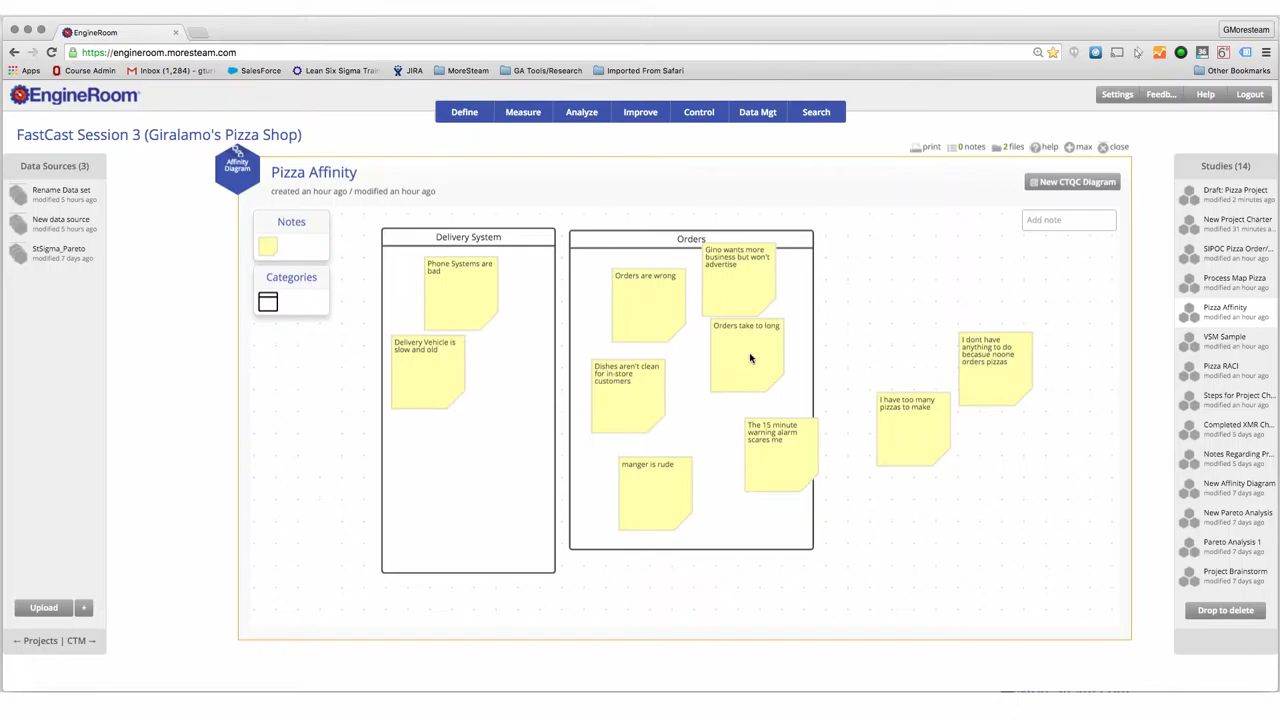 EngineRoom
GMoresteam
https://engineroom.moresteam.com
Apps
Course Admin
Inbox (1,284) - gtur
SalesForce
Lean Six Sigma Train
JIRA
MoreSteam
GA Tools/Research
Imported From Safari
Other Bookmarks
EngineRoom
Settings
Feedb...
Help
Logout
Define
Measure
Analyze
Improve
Control
Data Mgt
Search
FastCast Session 3 (Giralamo's Pizza Shop)
print
0 notes
2 files
help
max
close
Data Sources (3)
Rename Data set
modified 5 hours ago
New data source
modified 5 hours ago
StSigma_Pareto
modified 7 days ago
Upload
+
← Projects | CTM →
Affinity
Diagram
Pizza Affinity
created an hour ago / modified an hour ago
New CTQC Diagram
Notes
Categories
Add note
Delivery System
Phone Systems are
bad
Delivery Vehicle is
slow and old
Orders
Gino wants more
business but won't
advertise
Orders are wrong
Orders take to long
Dishes aren't clean
for in-store
customers
The 15 minute
warning alarm
scares me
manger is rude
I dont have
anything to do
becasue noone
orders pizzas
I have too many
pizzas to make
Studies (14)
Draft: Pizza Project
modified 2 minutes ago
New Project Charter
modified 31 minutes a...
SIPOC Pizza Order/...
modified an hour ago
Process Map Pizza
modified an hour ago
Pizza Affinity
modified an hour ago
VSM Sample
modified an hour ago
Pizza RACI
modified an hour ago
Steps for Project Ch...
modified an hour ago
Completed XMR Ch...
modified 5 days ago
Notes Regarding Pr...
modified 5 days ago
New Affinity Diagram
modified 7 days ago
New Pareto Analysis
modified 7 days ago
Pareto Analysis 1
modified 7 days ago
Project Brainstorm
modified 7 days ago
Drop to delete